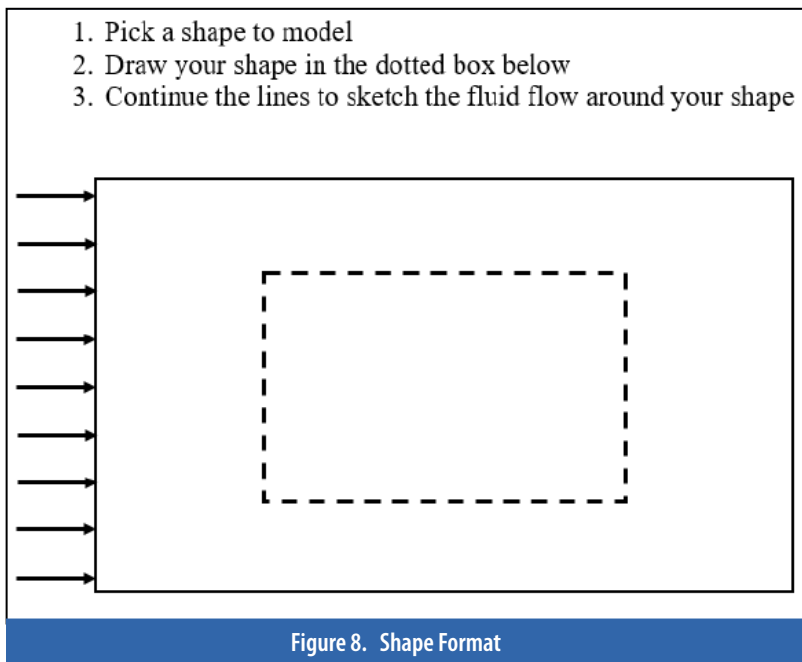 1. Pick a shape to model
2. Draw your shape in the dotted box below
3. Continue the lines to sketch the fluid flow around your shape
Figure 8. Shape Format